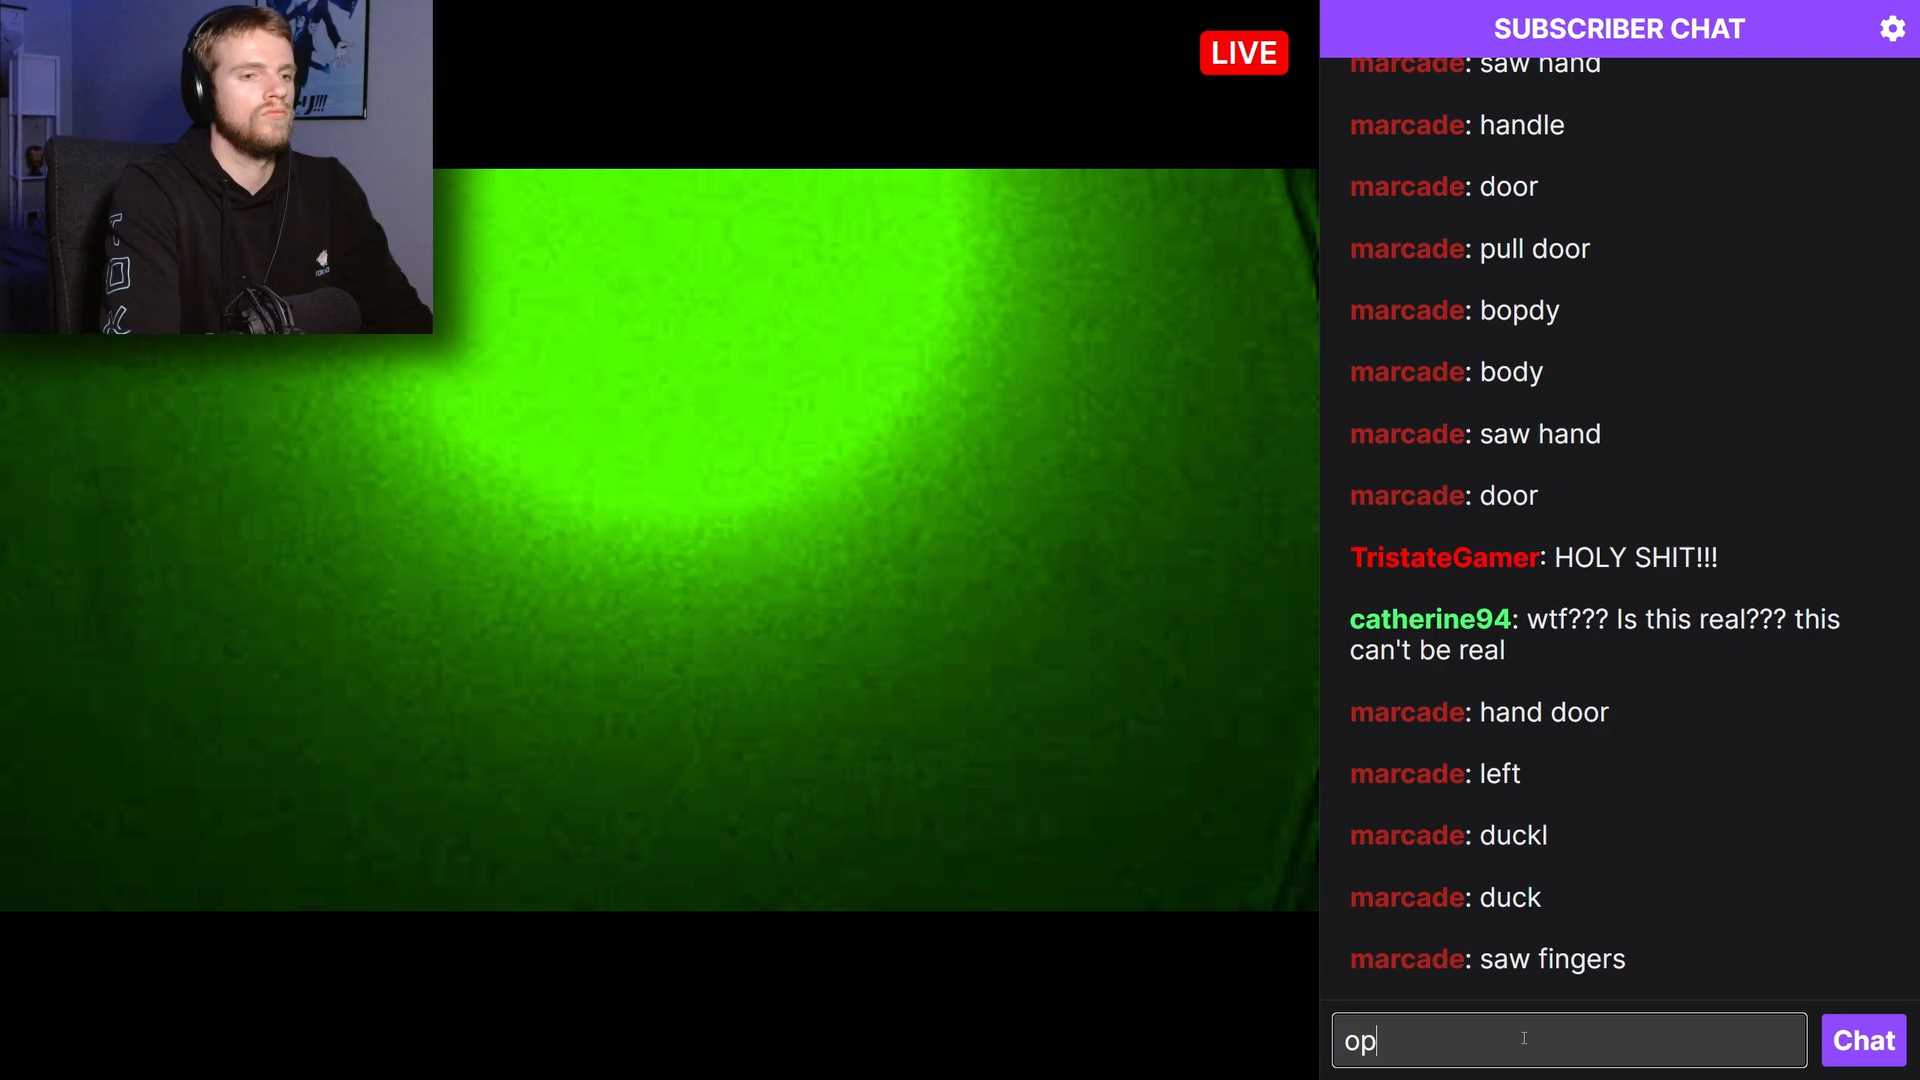 LIVE
SUBSCRIBER CHAT
marcade: saw hand
marcade: handle
marcade: door
marcade: pull door
marcade: bopdy
marcade: body
marcade: saw hand
marcade: door
TristateGamer: HOLY SHIT!!!
catherine94: wtf??? Is this real??? this
can't be real
marcade: hand door
marcade: left
marcade: duckl
marcade: duck
marcade: saw fingers
op
Chat